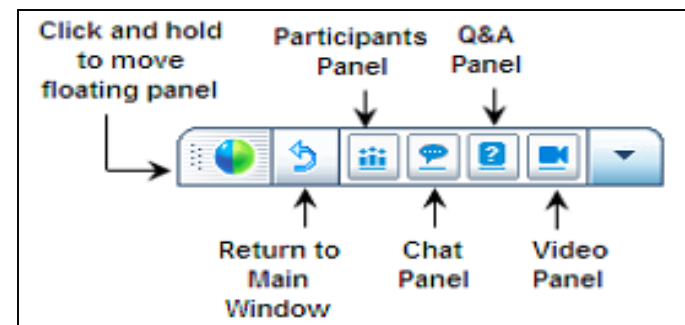 Click and hold
to move
floating panel
Participants
Panel
Q&A
Panel
?
Return to
Main
Window
Chat
Panel
Video
Panel